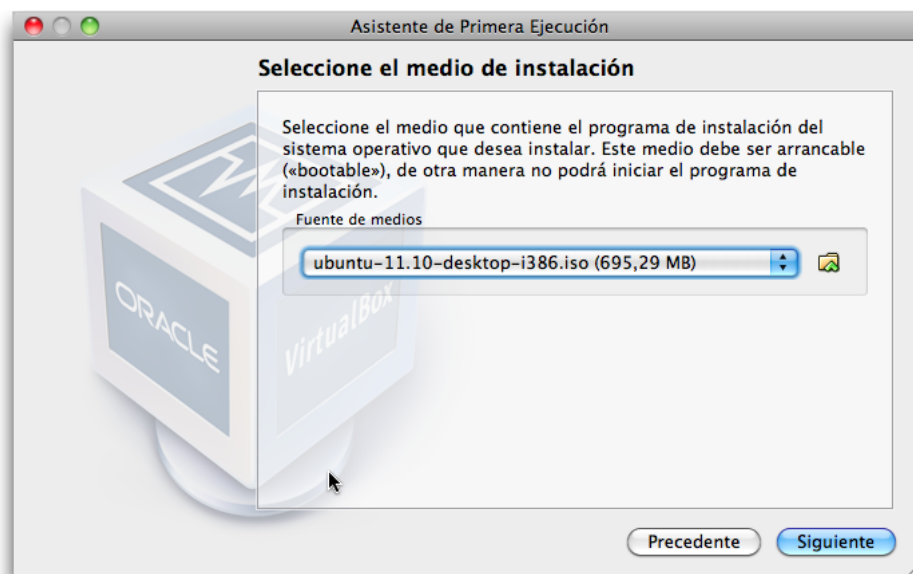 Asistente de Primera Ejecución
Seleccione el medio de instalación
Seleccione el medio que contiene el programa de instalación del
sistema operativo que desea instalar. Este medio debe ser arrancable
(«bootable»), de otra manera no podrá iniciar el programa de
instalación.
Fuente de medios
ubuntu-11.10-desktop-i386.iso (695,29 MB)
ORACLE
VirtualBox
Precedente
Siguiente